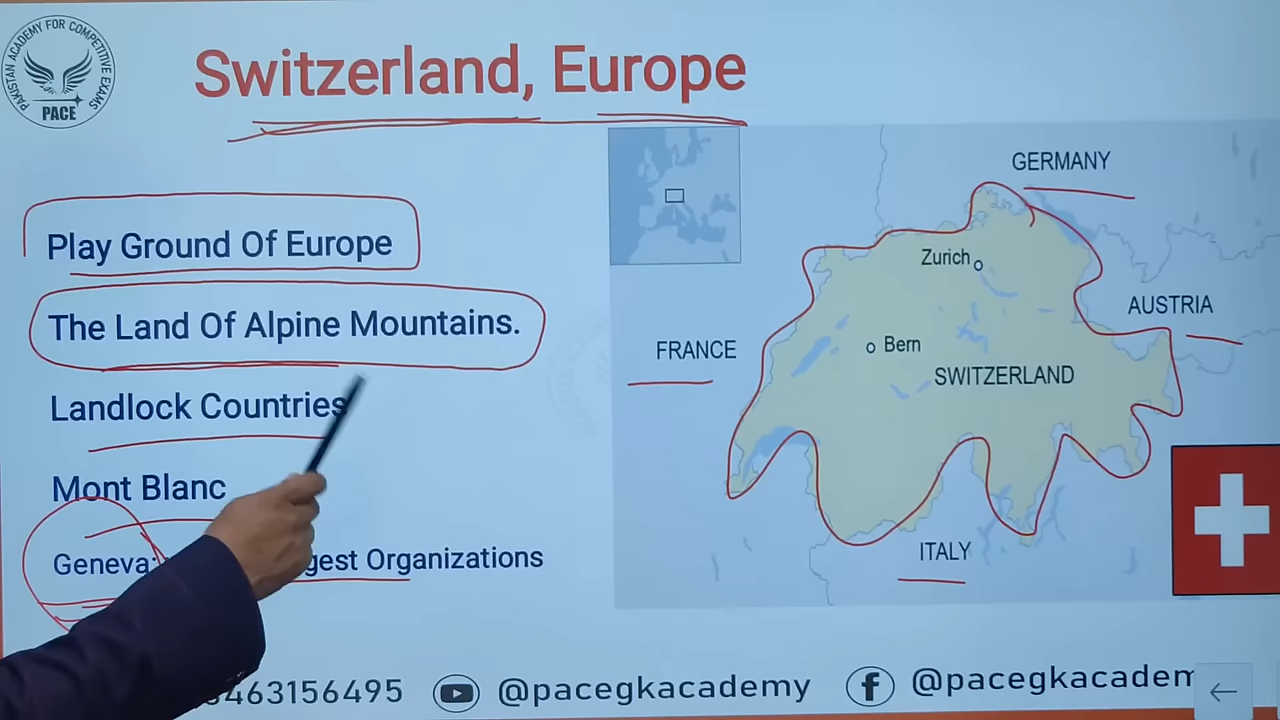 PAKISTAN ACADEMY FOR COMPETITIVE EXAMS
PACE
Switzerland, Europe
Play Ground Of Europe
The Land Of Alpine Mountains.
Landlock Countries
Mont Blanc
Geneva: gest Organizations
GERMANY
Zurich
AUSTRIA
FRANCE
Bern
SWITZERLAND
ITALY
3463156495
@pacegkacademy
@pacegkacadem